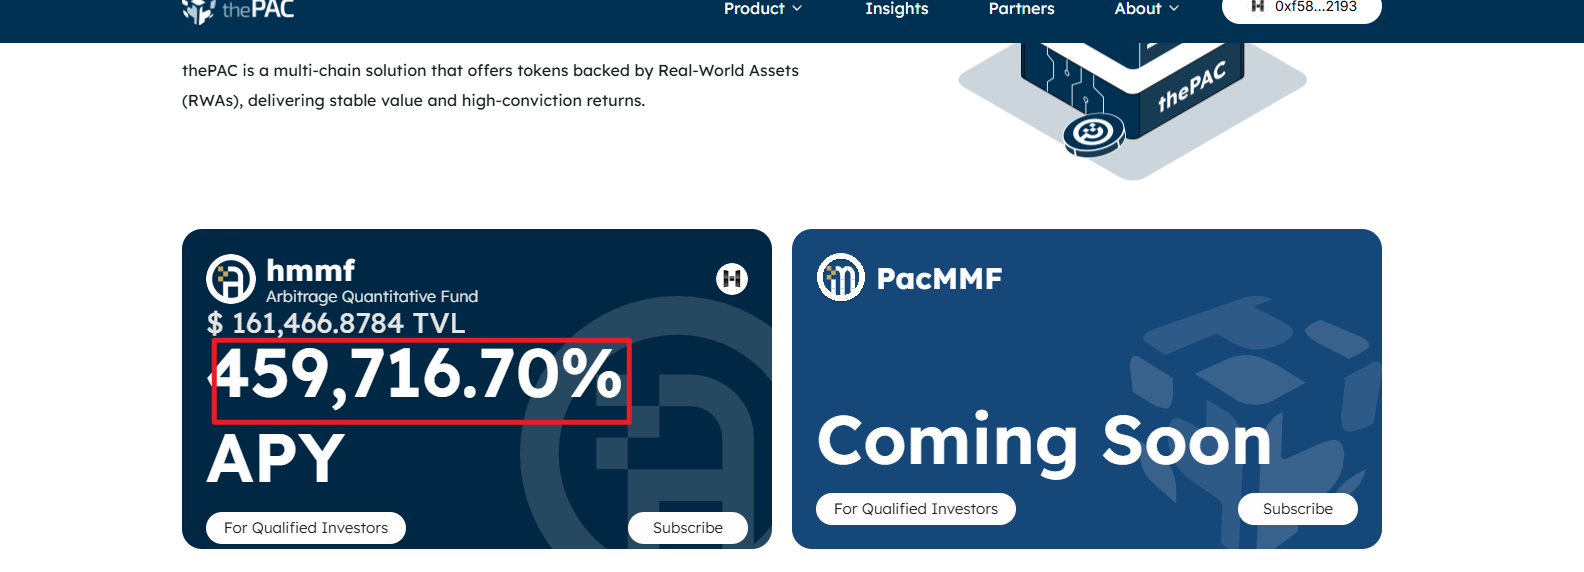 thePAC
Product
Insights
Partners
About
0xf58...2193
thePAC is a multi-chain solution that offers tokens backed by Real-World Assets
(RWAs), delivering stable value and high-conviction returns.
thePAC
hmmf
Arbitrage Quantitative Fund
$ 161,466.8784 TVL
459,716.70%
APY
For Qualified Investors
Subscribe
PacMMF
Coming Soon
For Qualified Investors
Subscribe